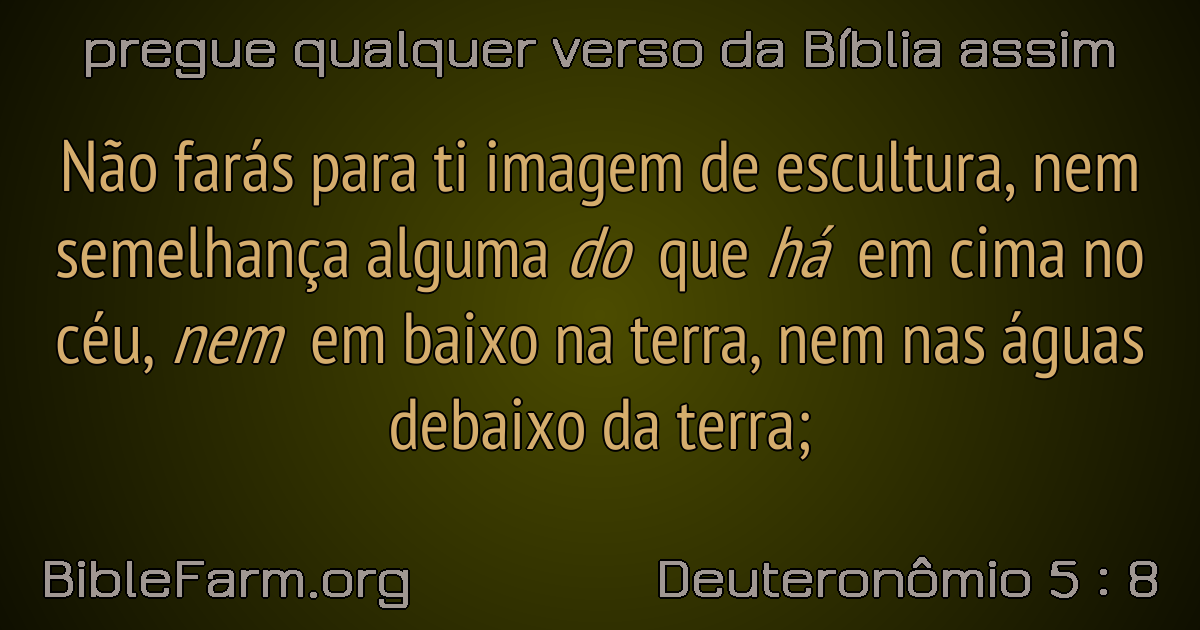 pregue qualquer verso da Bíblia assim
Não farás para ti imagem de escultura, nem
semelhança alguma do que há em cima no
céu, nem em baixo na terra, nem nas águas
debaixo da terra;
BibleFarm.org
Deuteronômio 5 : 8